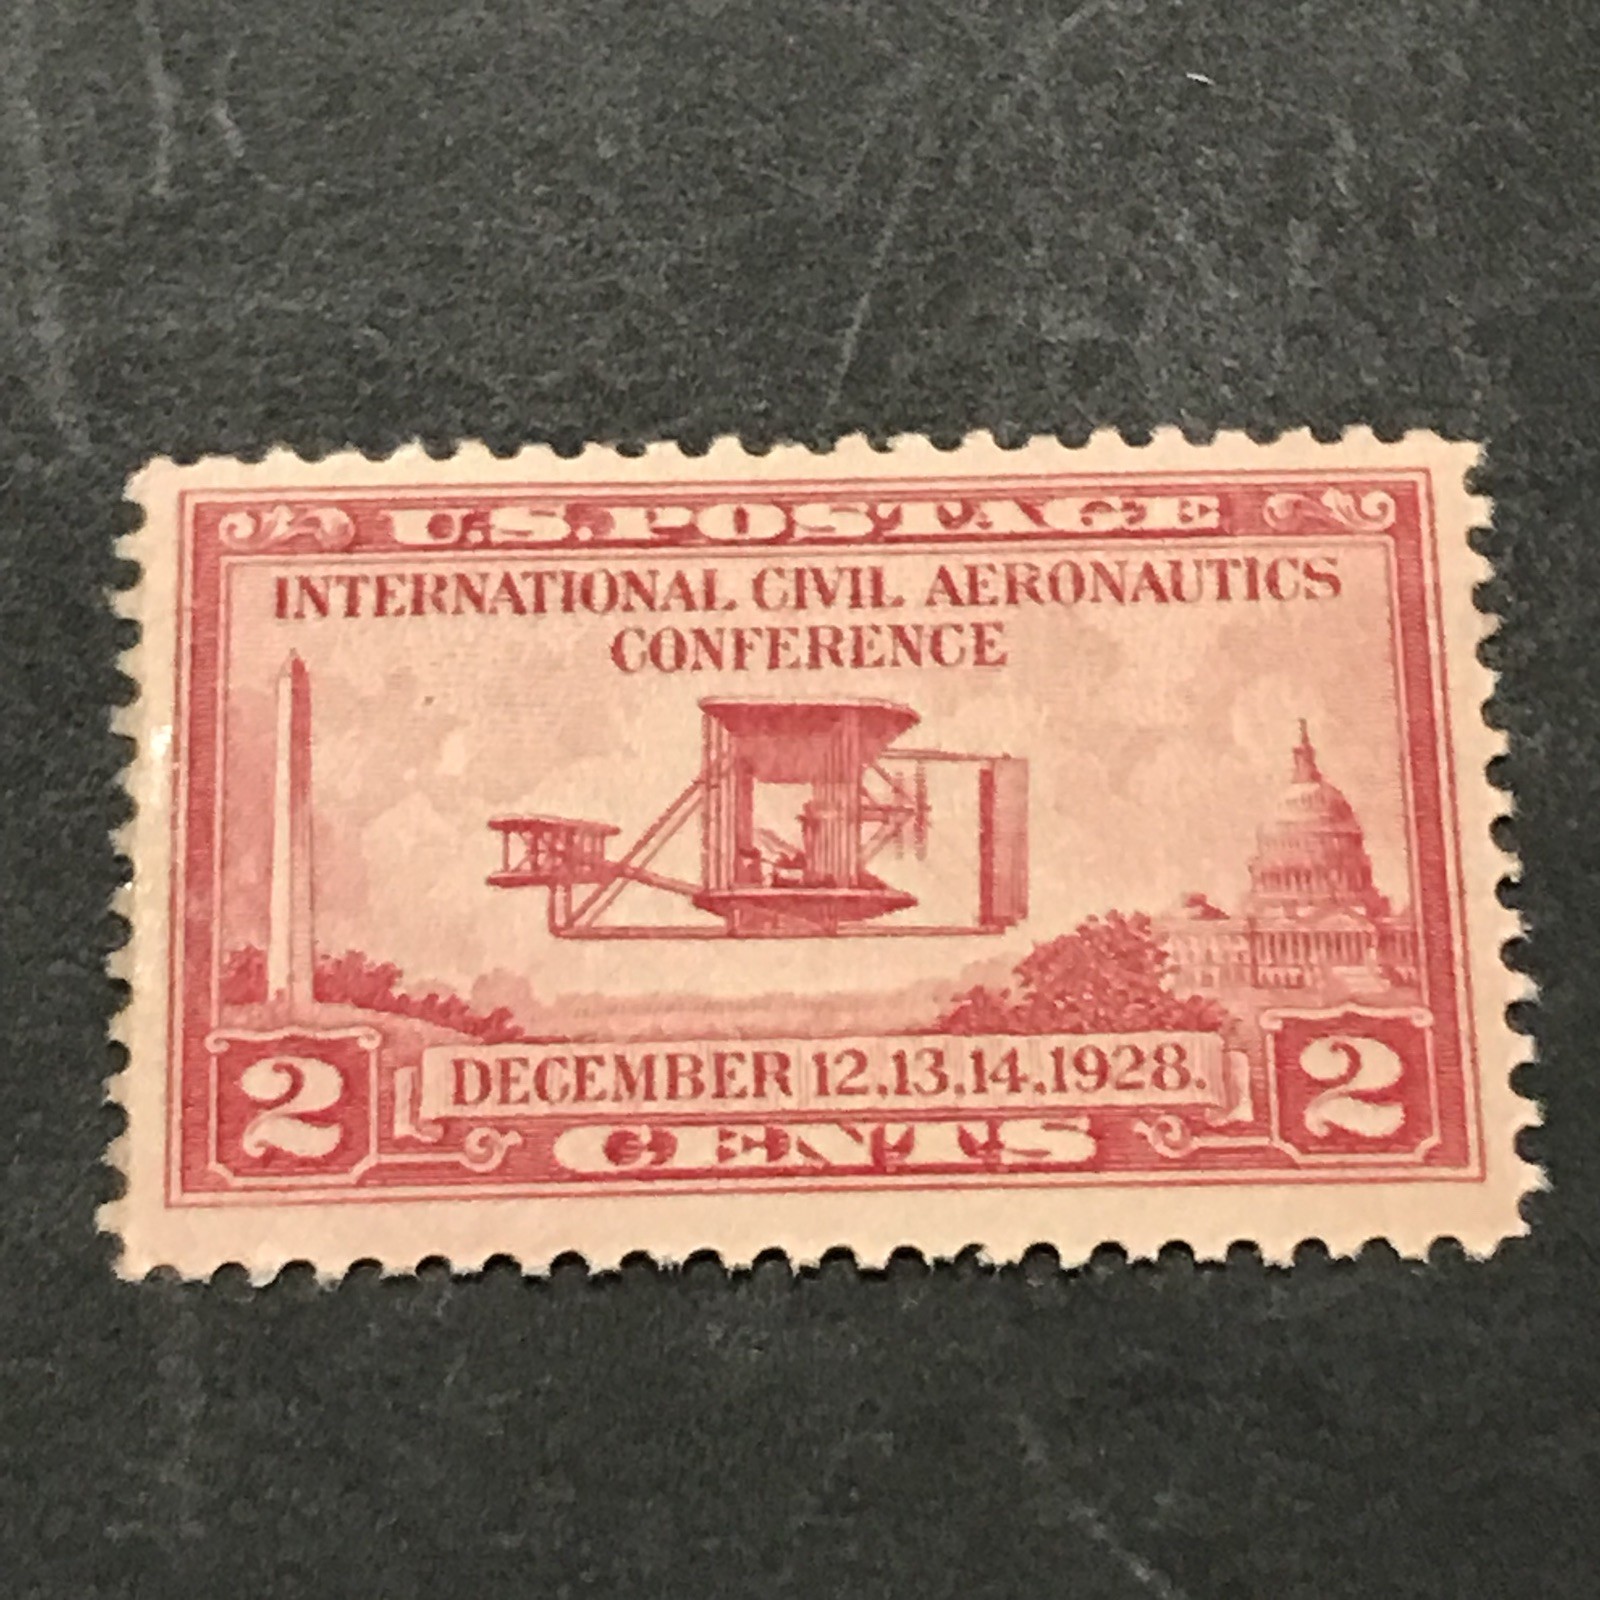 U.S. POSTAGE
INTERNATIONAL CIVIL AERONAUTICS
CONFERENCE
2 DECEMBER 12,13,14,1928. 2
CENTS